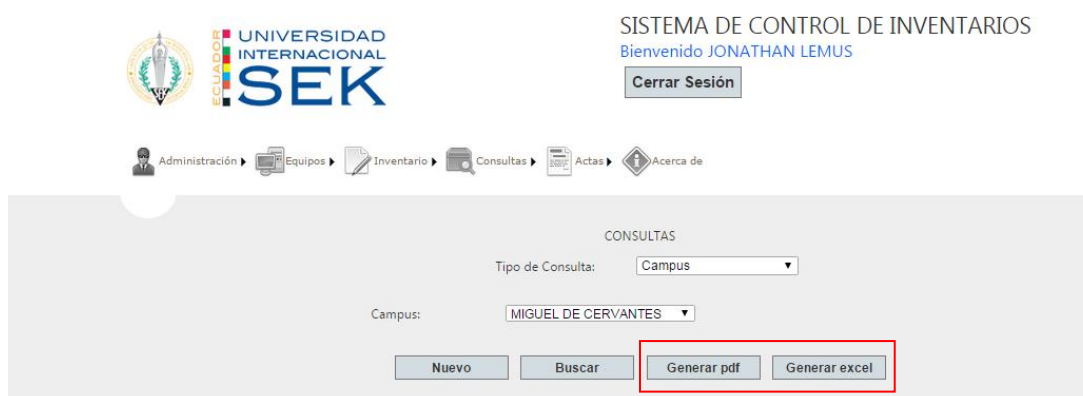 UNIVERSIDAD
INTERNACIONAL
SEK
ECUADOR
SISTEMA DE CONTROL DE INVENTARIOS
Bienvenido JONATHAN LEMUS
Cerrar Sesión
Administración Equipos Inventario Consultas Actas Acerca de
CONSULTAS
Tipo de Consulta: Campus
Campus: MIGUEL DE CERVANTES
Nuevo Buscar Generar pdf Generar excel